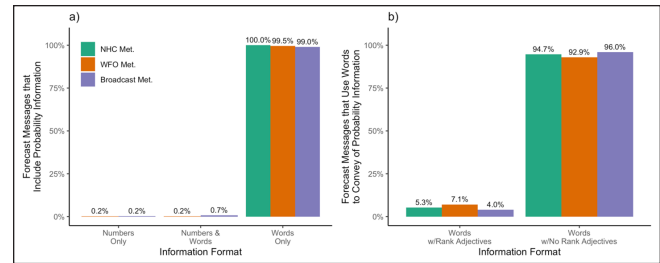 a)
Forecast Messages that
Include Probability Information
100%
75%
50%
25%
0%
NHC Met.
WFO Met.
Broadcast Met.
0.2%
0.2%
0.2%
0.7%
100.0%
99.5%
99.0%
Numbers
Only
Numbers &
Words
Words
Only
Information Format
b)
Forecast Messages that Use Words
to Convey of Probability Information
100%
75%
50%
25%
0%
5.3%
7.1%
4.0%
94.7%
92.9%
96.0%
Words
w/Rank Adjectives
Words
w/No Rank Adjectives
Information Format